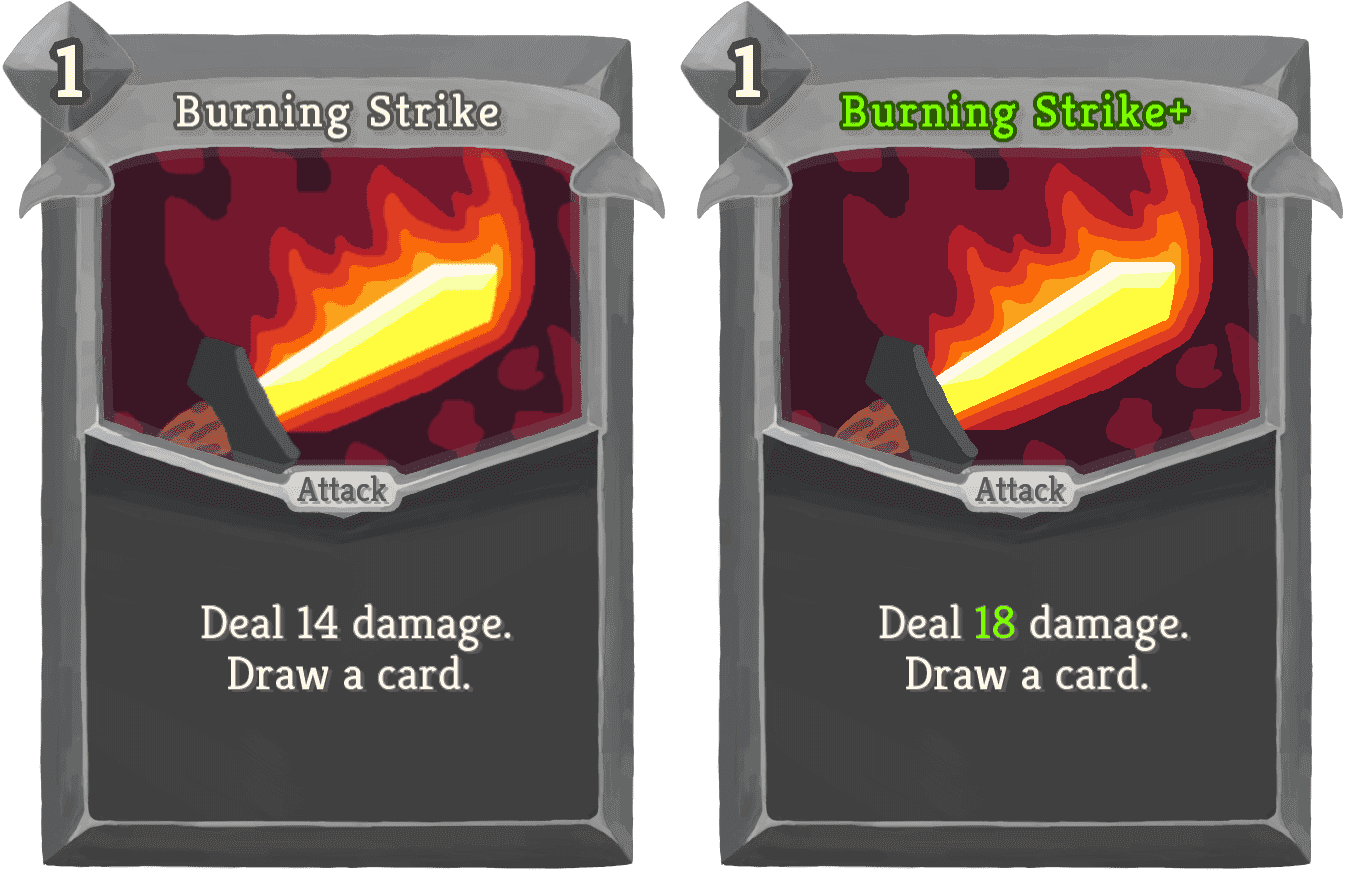 1
Burning Strike
Attack
Deal 14 damage.
Draw a card.
1
Burning Strike+
Attack
Deal 18 damage.
Draw a card.